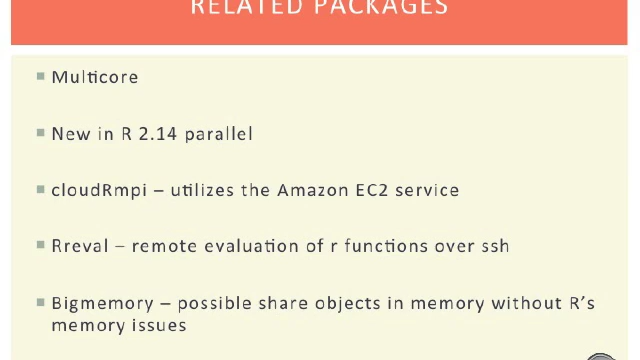 RELATED PACKAGES
Multicore
New in R 2.14 parallel
cloudRmpi – utilizes the Amazon EC2 service
Rreval – remote evaluation of r functions over ssh
Bigmemory – possible share objects in memory without R's
memory issues